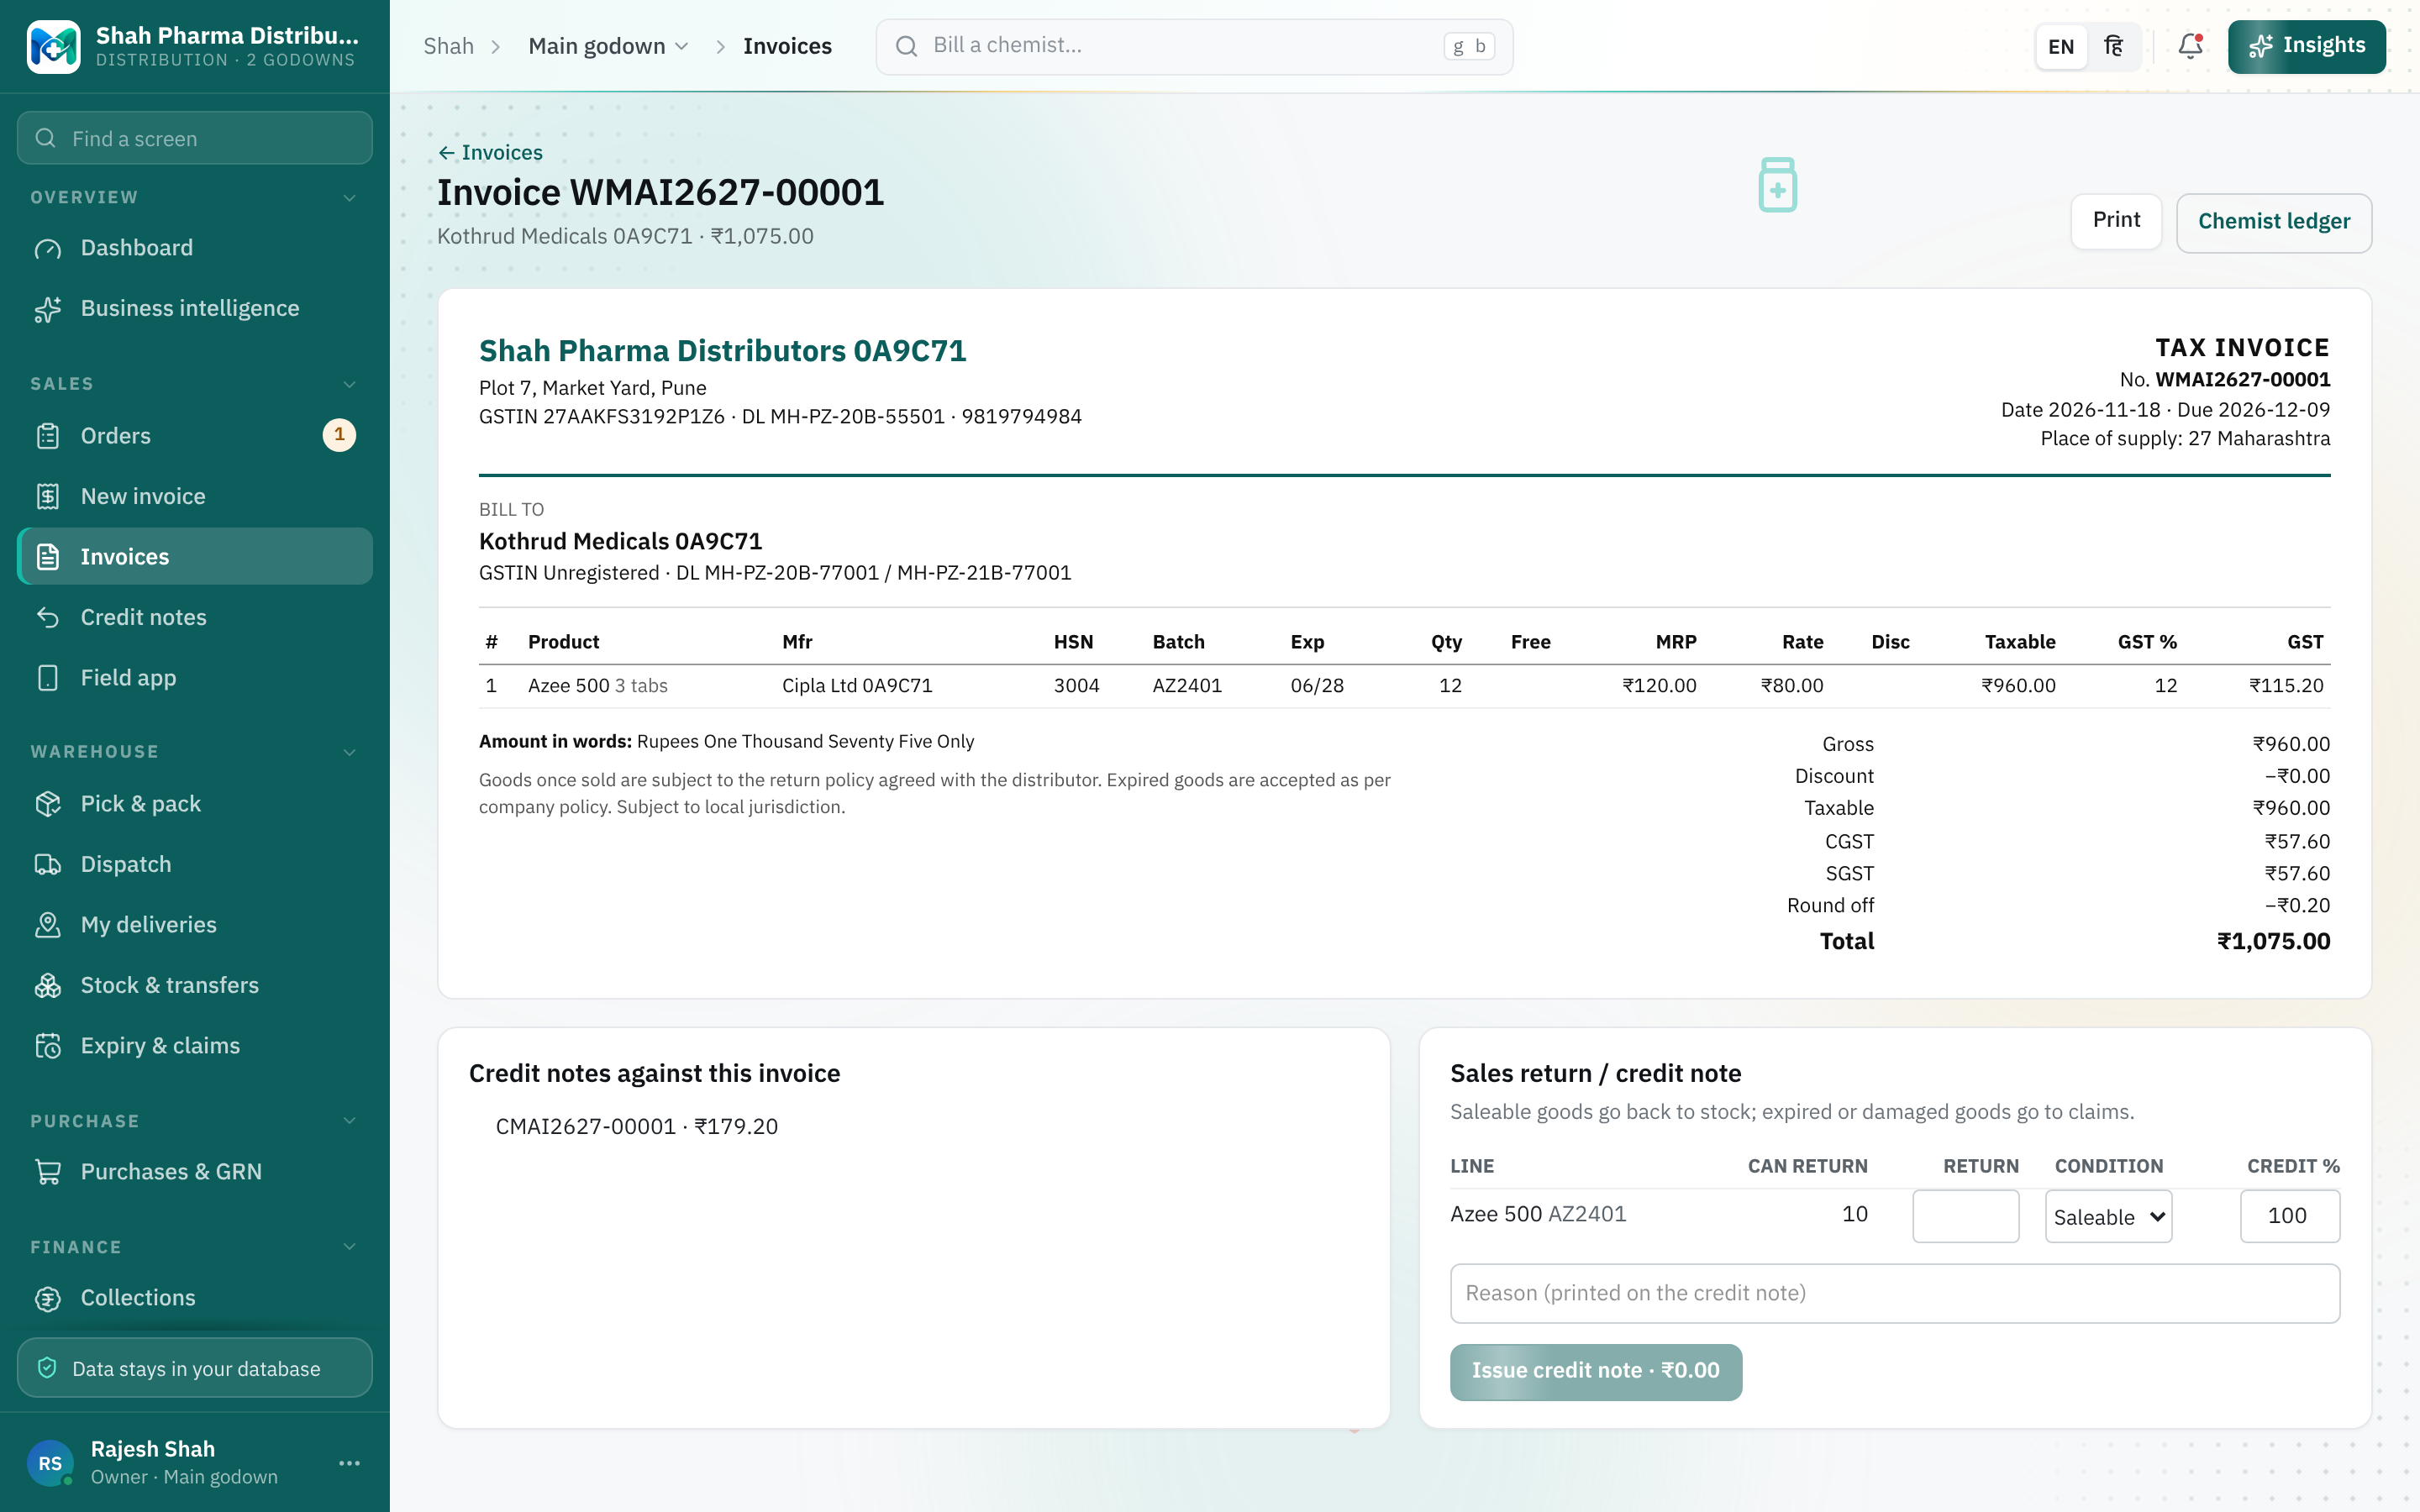 Shah Pharma Distribu...
DISTRIBUTION · 2 GODOWNS
Find a screen
OVERVIEW
Dashboard
Business intelligence
SALES
Orders 1
New invoice
Invoices
Credit notes
Field app
WAREHOUSE
Pick & pack
Dispatch
My deliveries
Stock & transfers
Expiry & claims
PURCHASE
Purchases & GRN
FINANCE
Collections
Data stays in your database
RS
Rajesh Shah
Owner · Main godown
Shah > Main godown > Invoices
Bill a chemist... g b
EN हि
Insights
← Invoices
Invoice WMAI2627-00001
Kothrud Medicals 0A9C71 · ₹1,075.00
Print
Chemist ledger
Shah Pharma Distributors 0A9C71
Plot 7, Market Yard, Pune
GSTIN 27AAKFS3192P1Z6 · DL MH-PZ-20B-55501 · 9819794984
TAX INVOICE
No. WMAI2627-00001
Date 2026-11-18 · Due 2026-12-09
Place of supply: 27 Maharashtra
BILL TO
Kothrud Medicals 0A9C71
GSTIN Unregistered · DL MH-PZ-20B-77001 / MH-PZ-21B-77001
# Product Mfr HSN Batch Exp Qty Free MRP Rate Disc Taxable GST % GST
1 Azee 500 3 tabs Cipla Ltd 0A9C71 3004 AZ2401 06/28 12 ₹120.00 ₹80.00 ₹960.00 12 ₹115.20
Amount in words: Rupees One Thousand Seventy Five Only
Goods once sold are subject to the return policy agreed with the distributor. Expired goods are accepted as per
company policy. Subject to local jurisdiction.
Gross ₹960.00
Discount −₹0.00
Taxable ₹960.00
CGST ₹57.60
SGST ₹57.60
Round off −₹0.20
Total ₹1,075.00
Credit notes against this invoice
CMAI2627-00001 · ₹179.20
Sales return / credit note
Saleable goods go back to stock; expired or damaged goods go to claims.
LINE CAN RETURN RETURN CONDITION CREDIT %
Azee 500 AZ2401 10 Saleable 100
Reason (printed on the credit note)
Issue credit note · ₹0.00